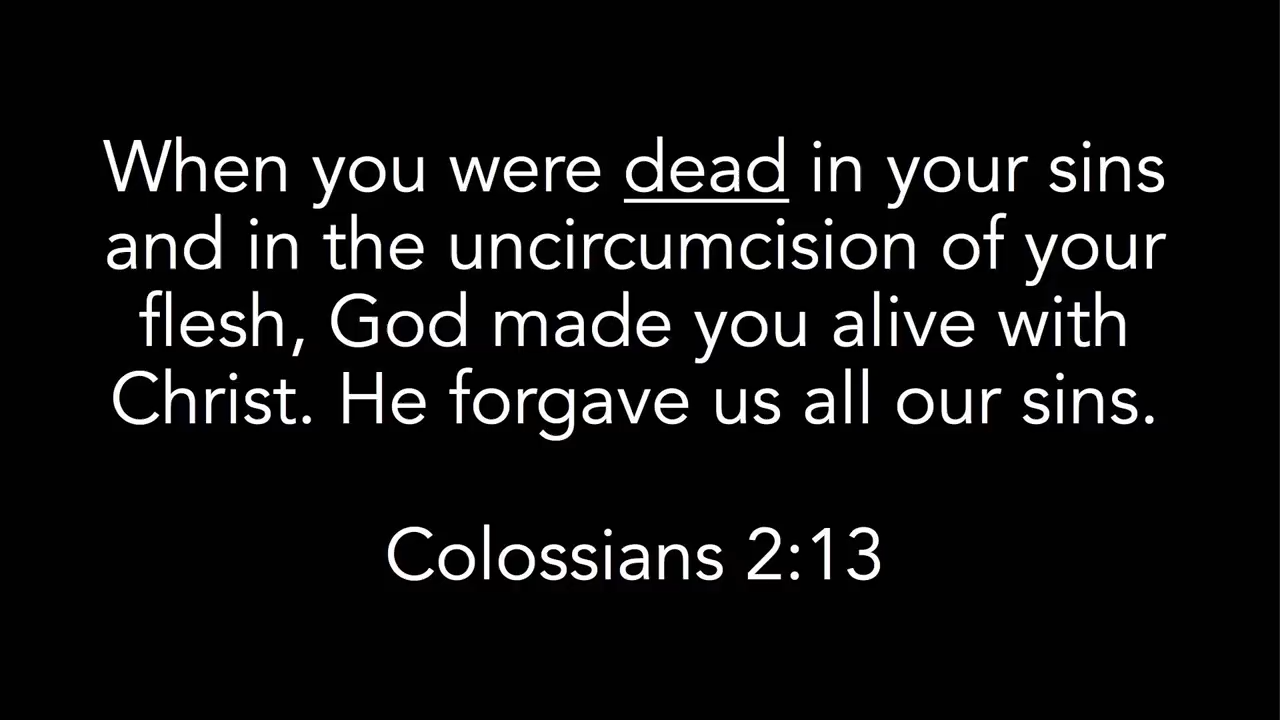 When you were dead in your sins
and in the uncircumcision of your
flesh, God made you alive with
Christ. He forgave us all our sins.
Colossians 2:13